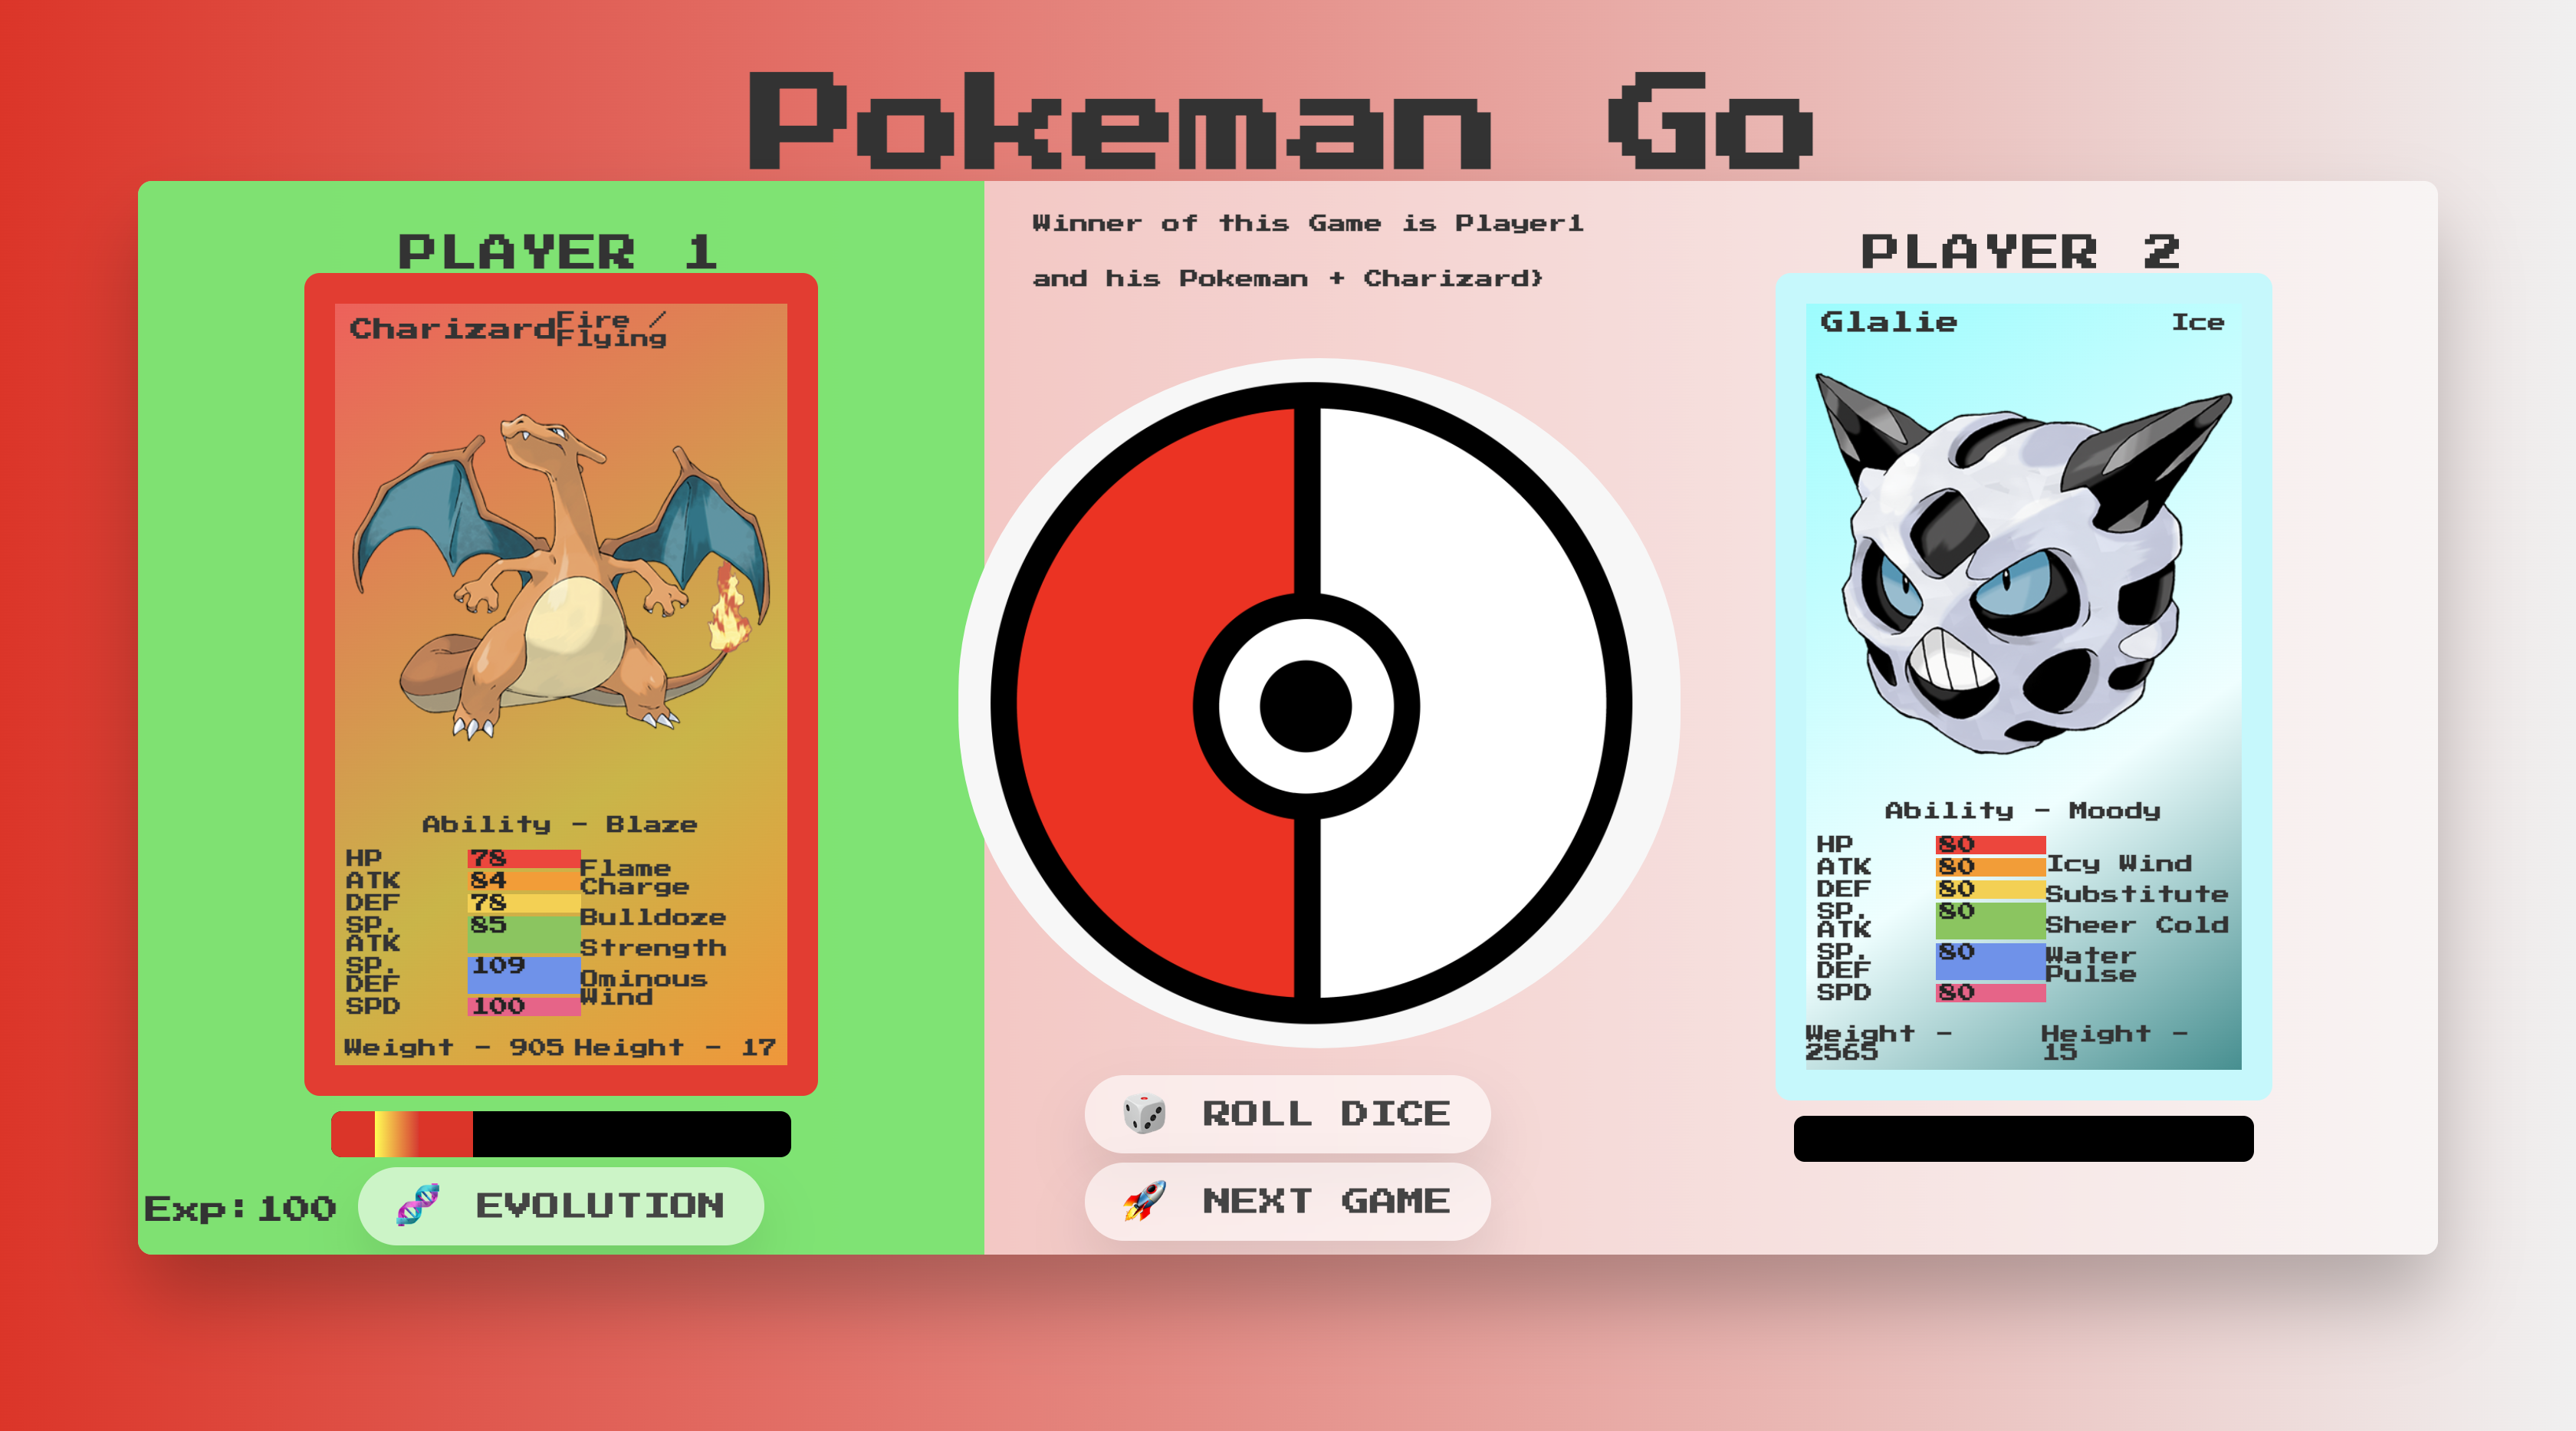 Pokeman Go
PLAYER 1
Charizard
Fire /
Flying
Ability - Blaze
HP 78
ATK 84
DEF 78
SP. 85
ATK
SP. 109
DEF
SPD 100
Flame
Charge
Bulldoze
Strength
Ominous
Wind
Weight - 905 Height - 17
Exp:100
EVOLUTION
Winner of this Game is Player1
and his Pokeman + Charizard}
ROLL DICE
NEXT GAME
PLAYER 2
Glalie
Ice
Ability - Moody
HP 80
ATK 80
DEF 80
SP. 80
ATK
SP. 80
DEF
SPD 80
Icy Wind
Substitute
Sheer Cold
Water
Pulse
Weight -
2565
Height -
15